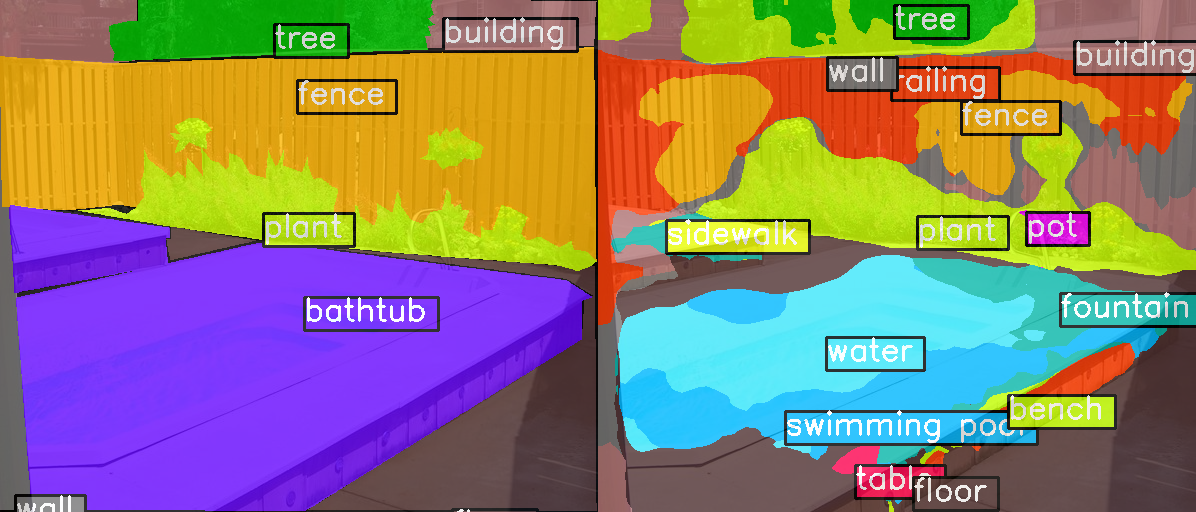 tree
building
fence
plant
bathtub
wall
tree
building
wall
railing
fence
sidewalk
plant
pot
fountain
water
bench
swimming pool
table
floor